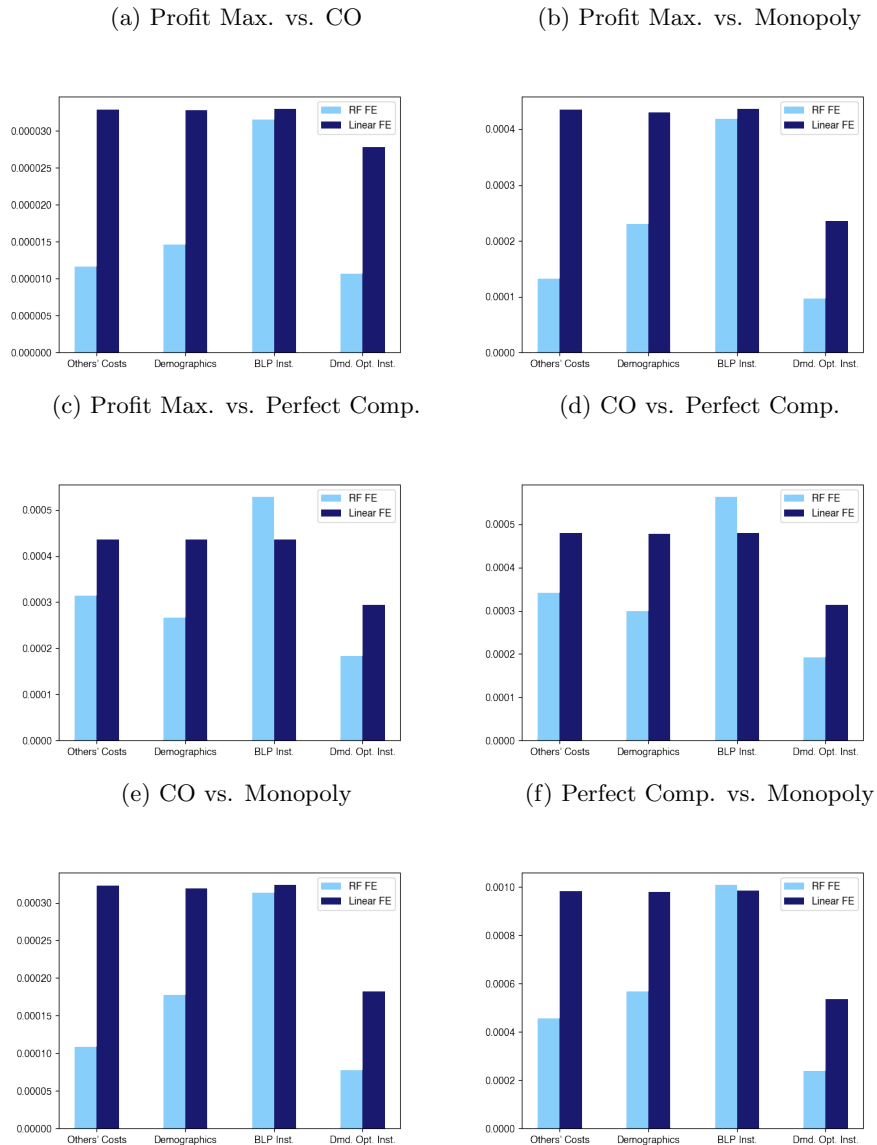 (a) Profit Max. vs. CO
(b) Profit Max. vs. Monopoly
0.000030
0.000025
0.000020
0.000015
0.000010
0.000005
0.000000
RF FE
Linear FE
Others' Costs Demographics BLP Inst. Dmd. Opt. Inst.
0.0004
0.0003
0.0002
0.0001
0.0000
RF FE
Linear FE
Others' Costs Demographics BLP Inst. Dmd. Opt. Inst.
(c) Profit Max. vs. Perfect Comp.
(d) CO vs. Perfect Comp.
0.0005
0.0004
0.0003
0.0002
0.0001
0.0000
RF FE
Linear FE
Others' Costs Demographics BLP Inst. Dmd. Opt. Inst.
0.0005
0.0004
0.0003
0.0002
0.0001
0.0000
RF FE
Linear FE
Others' Costs Demographics BLP Inst. Dmd. Opt. Inst.
(e) CO vs. Monopoly
(f) Perfect Comp. vs. Monopoly
0.00030
0.00025
0.00020
0.00015
0.00010
0.00005
0.00000
RF FE
Linear FE
Others' Costs Demographics BLP Inst. Dmd. Opt. Inst.
0.0010
0.0008
0.0006
0.0004
0.0002
0.0000
RF FE
Linear FE
Others' Costs Demographics BLP Inst. Dmd. Opt. Inst.